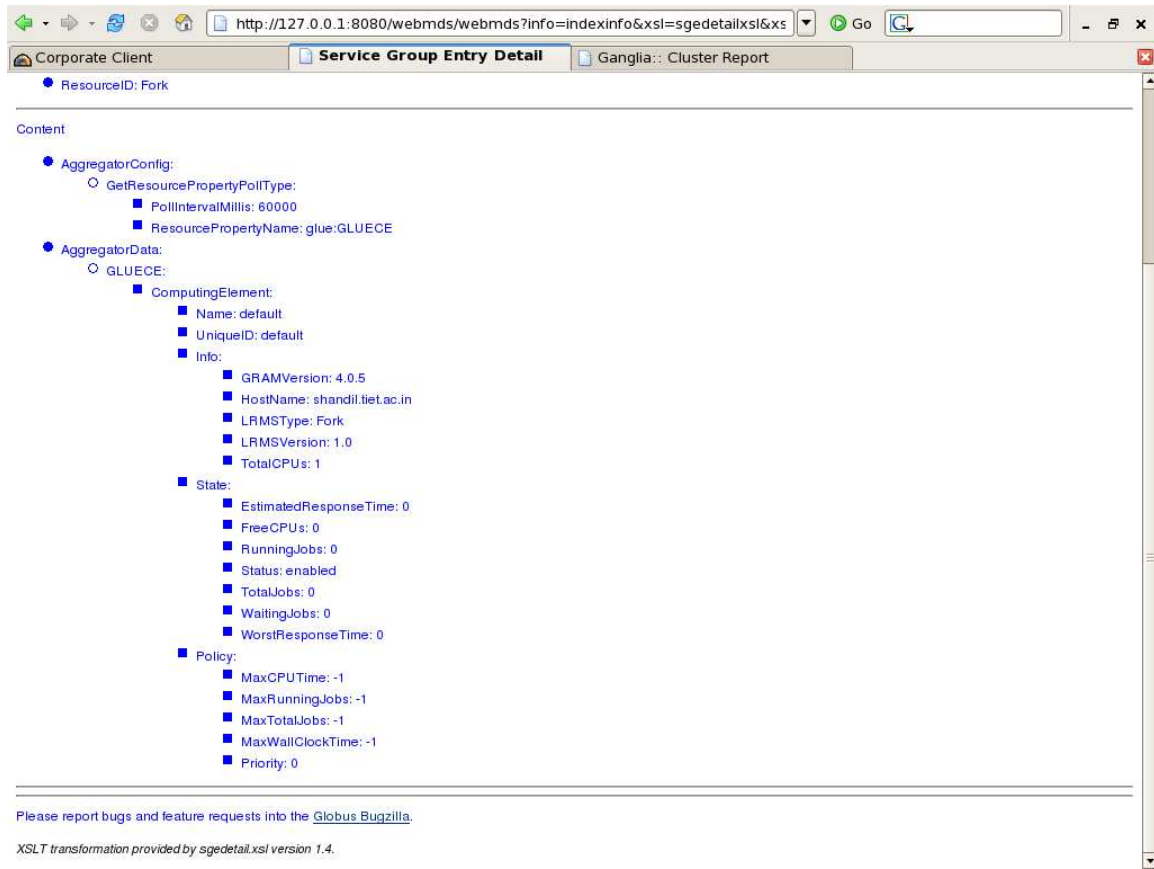 http://127.0.0.1:8080/webmds/webmds?info=indexinfo&xsl=sgedetailxsl&xs
Go
G
Corporate Client
Service Group Entry Detail
Ganglia:: Cluster Report
ResourceID: Fork
Content
AggregatorConfig:
GetResourcePropertyPollType:
PollIntervalMillis: 60000
ResourcePropertyName: glue:GLUECE
AggregatorData:
GLUECE:
ComputingElement:
Name: default
UniqueID: default
Info:
GRAMVersion: 4.0.5
HostName: shandil.tiet.ac.in
LRMSType: Fork
LRMSVersion: 1.0
TotalCPUs: 1
State:
EstimatedResponseTime: 0
FreeCPUs: 0
RunningJobs: 0
Status: enabled
TotalJobs: 0
WaitingJobs: 0
WorstResponseTime: 0
Policy:
MaxCPUTime: -1
MaxRunningJobs: -1
MaxTotalJobs: -1
MaxWallClockTime: -1
Priority: 0
Please report bugs and feature requests into the Globus Bugzilla.
XSLT transformation provided by sgedetail.xsl version 1.4.